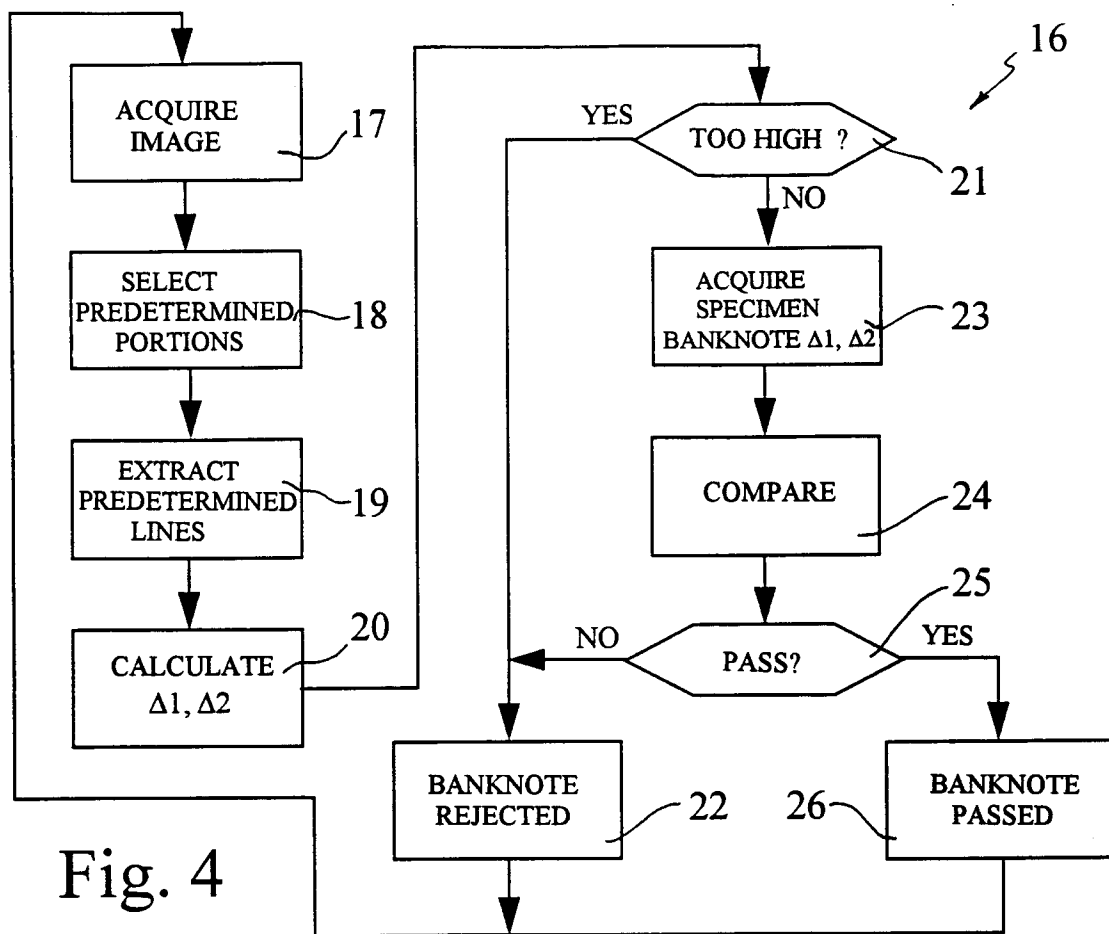 ACQUIRE
IMAGE
17
SELECT
PREDETERMINED
PORTIONS
18
EXTRACT
PREDETERMINED
LINES
19
CALCULATE
Δ1, Δ2
20
16
TOO HIGH ?
21
YES
NO
ACQUIRE
SPECIMEN
BANKNOTE Δ1, Δ2
23
COMPARE
24
PASS?
25
NO
YES
BANKNOTE
REJECTED
22
BANKNOTE
PASSED
26
Fig. 4